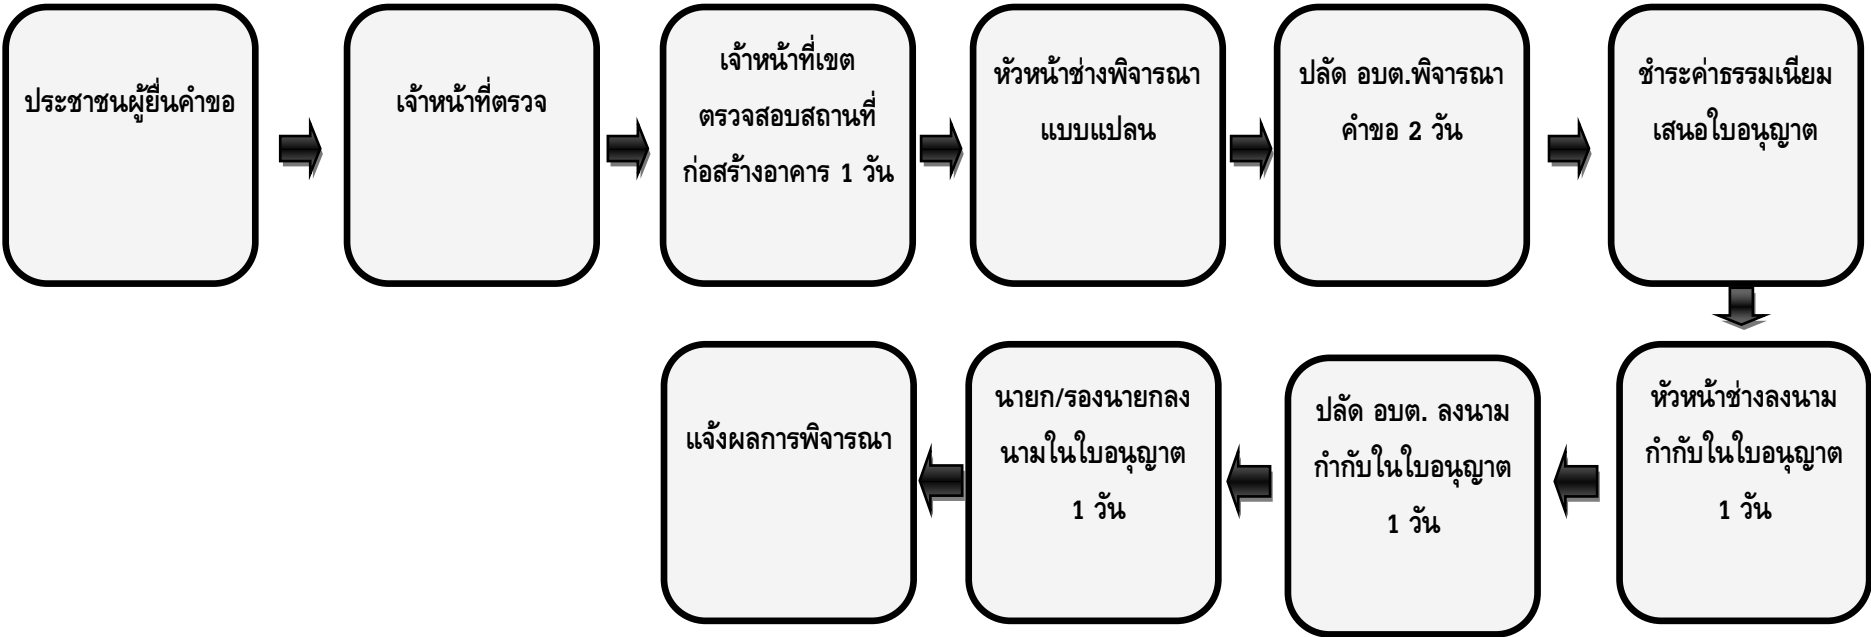 ประชาชนผู้ยื่นคำขอ
เจ้าหน้าที่ตรวจ
เจ้าหน้าที่เขต
ตรวจสอบสถานที่
ก่อสร้างอาคาร 1 วัน
หัวหน้าช่างพิจารณา
แบบแปลน
ปลัด อบต.พิจารณา
คำขอ 2 วัน
ชำระค่าธรรมเนียม
เสนอใบอนุญาต
หัวหน้าช่างลงนาม
กำกับในใบอนุญาต
1 วัน
ปลัด อบต. ลงนาม
กำกับในใบอนุญาต
1 วัน
นายก/รองนายกลง
นามในใบอนุญาต
1 วัน
แจ้งผลการพิจารณา